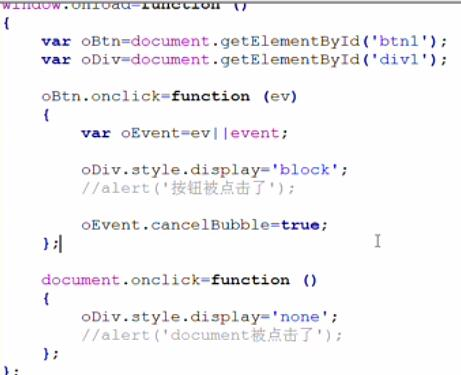 window.onload=function ()
{
var oBtn=document.getElementById('btn1');
var oDiv=document.getElementById('div1');
oBtn.onclick=function (ev)
{
var oEvent=ev||event;
oDiv.style.display='block';
//alert('按钮被点击了');
oEvent.cancelBubble=true;
};
document.onclick=function ()
{
oDiv.style.display='none';
//alert('document被点击了');
};
};